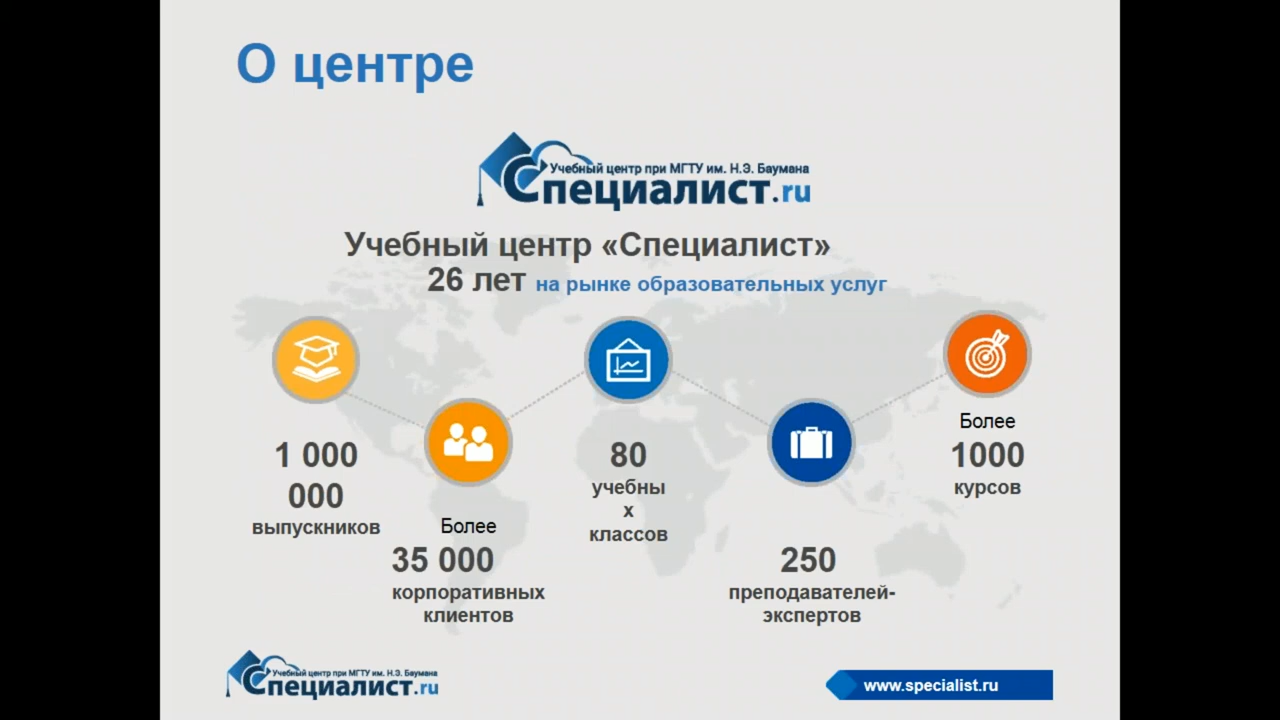 О центре
Учебный центр при МГТУ им. Н.Э. Баумана
Специалист.ru
Учебный центр «Специалист»
26 лет на рынке образовательных услуг
1 000
000
выпускников
Более
35 000
корпоративных
клиентов
80
учебны
х
классов
250
преподавателей-
экспертов
Более
1000
курсов
Учебный центр при МГТУ им. Н.Э. Баумана
Специалист.ru
www.specialist.ru